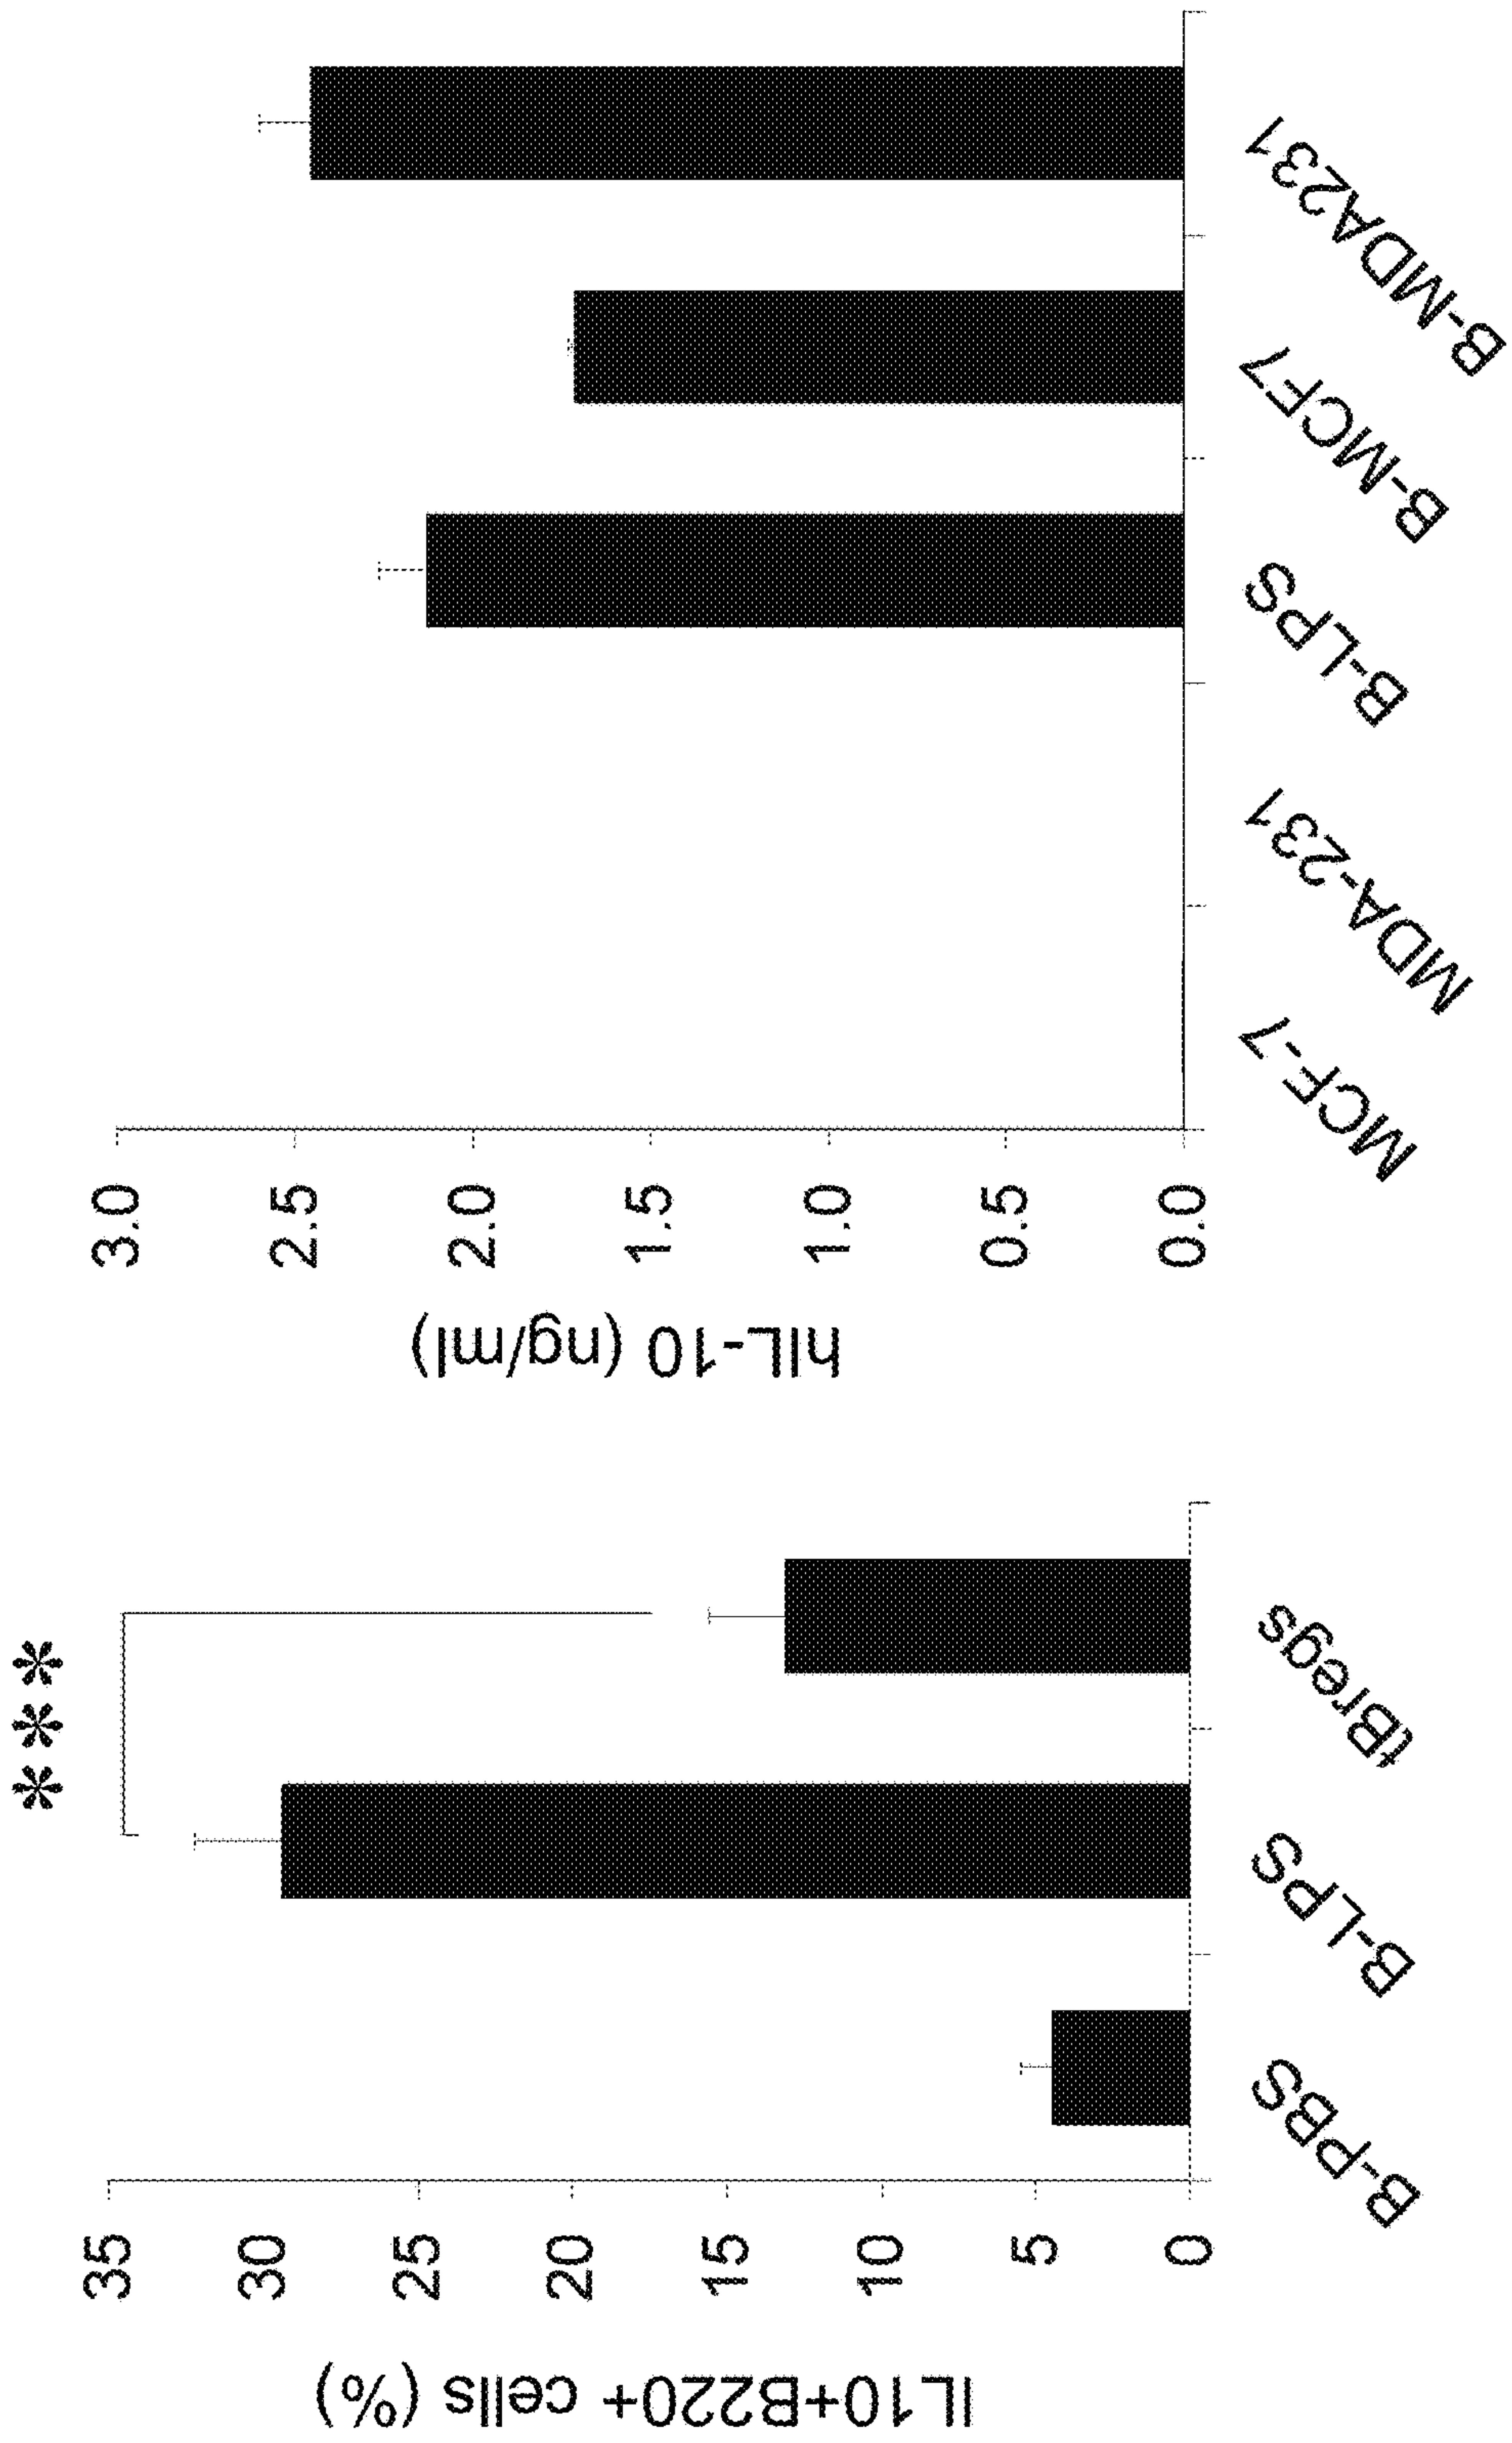 ***
IL10+B220+ cells (%)
35
30
25
20
15
10
5
0
B-PBS
B-LPS
tBregs
hIL-10 (ng/ml)
3.0
2.5
2.0
1.5
1.0
0.5
0.0
MCF-7
MDA-231
B-LPS
B-MCF7
B-MDA231